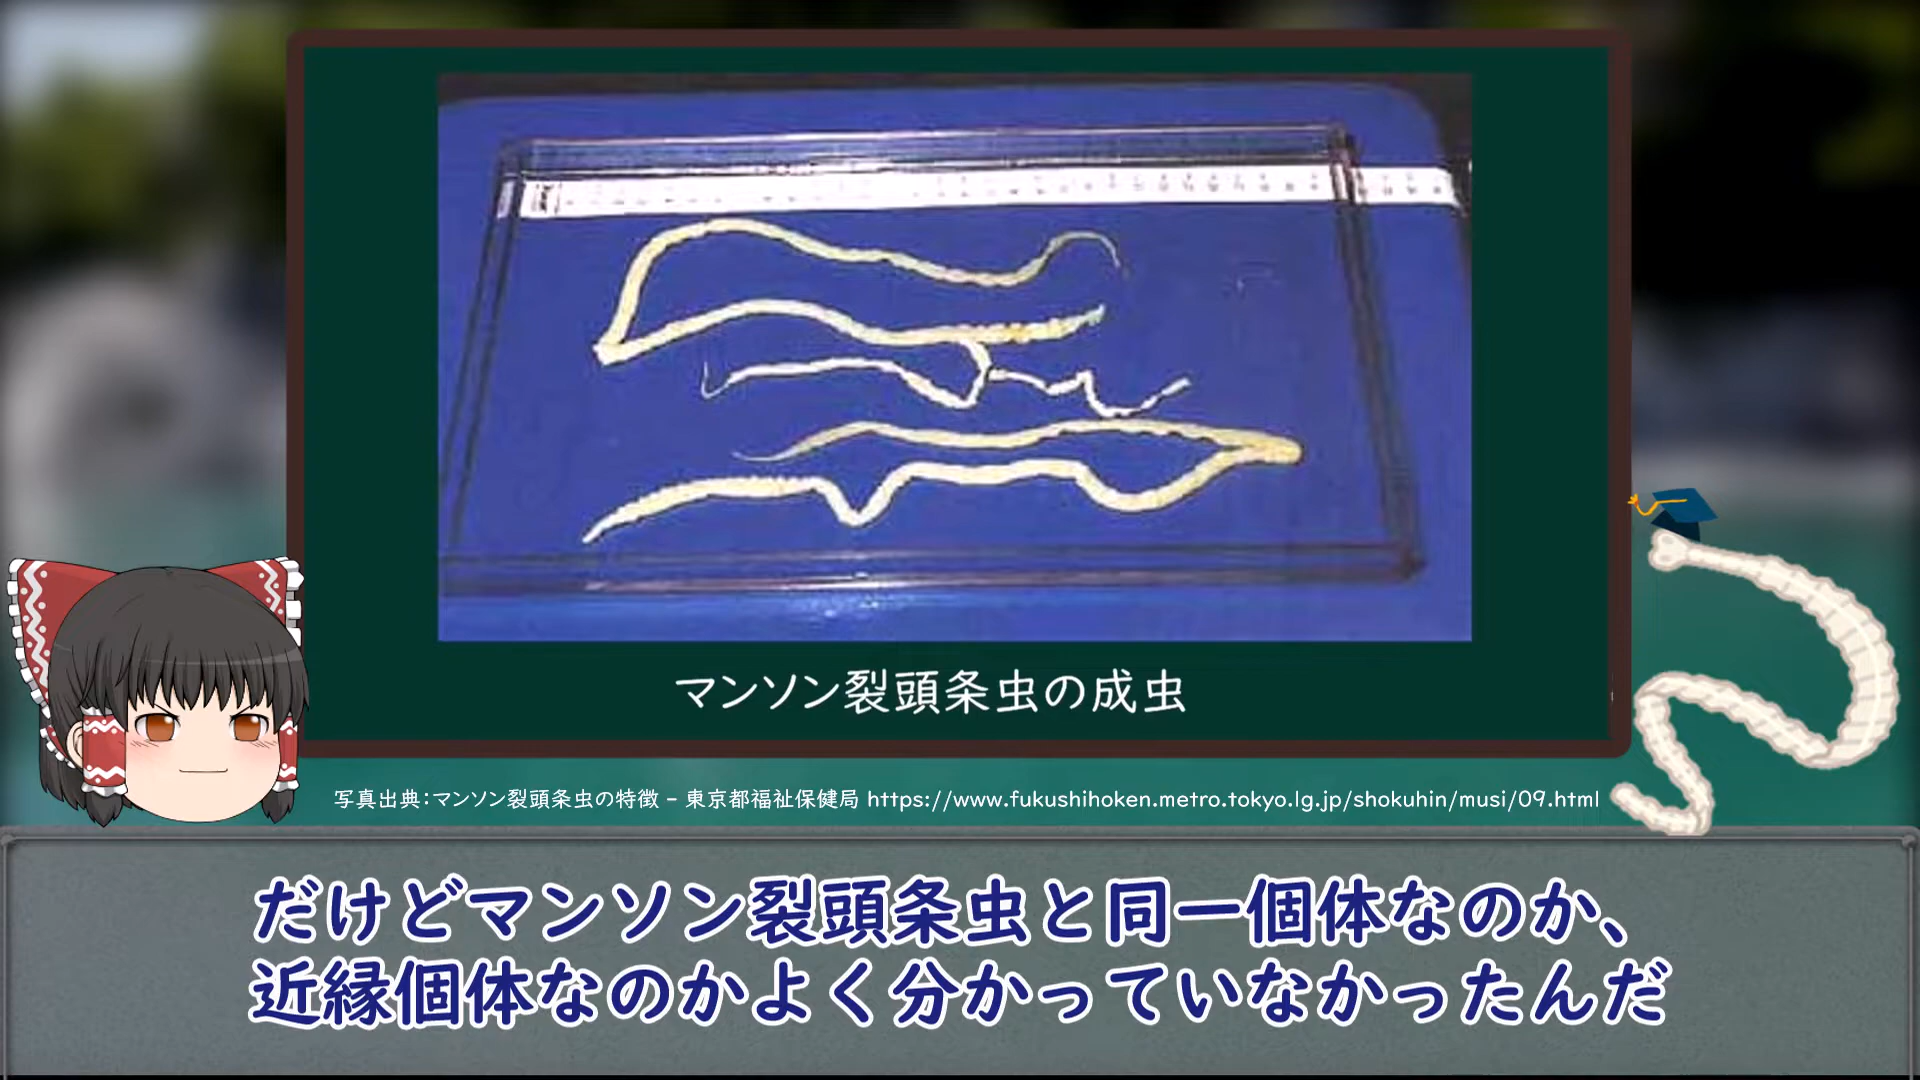 マンソン裂頭条虫の成虫
写真出典：マンソン裂頭条虫の特徴 – 東京都福祉保健局 https://www.fukushihoken.metro.tokyo.lg.jp/shokuhin/musi/09.html
だけどマンソン裂頭条虫と同一個体なのか、
近縁個体なのかよく分かっていなかったんだ